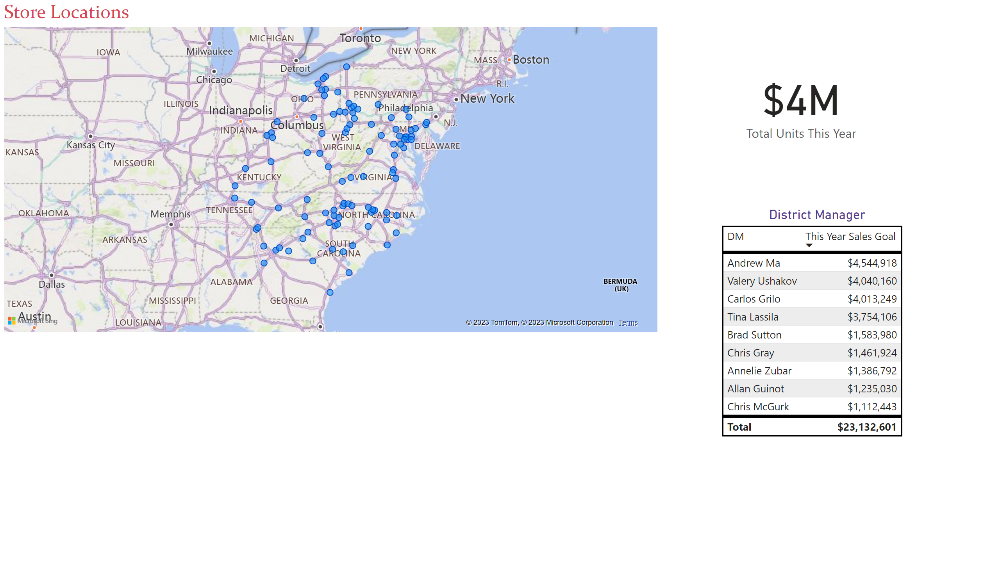 Store Locations
Toronto
MICHIGAN
NEW YORK
IOWA
Milwaukee
MASS.
Boston
Detroit
Chicago
R.I.
PENNSYLVANIA
New York
OHIO
ILLINOIS
Indianapolis
Philadelphia
N.J.
Columbus
INDIANA
MD
WEST
VIRGINIA
Kansas City
DELAWARE
KANSAS
MISSOURI
KENTUCKY
VIRGINIA
OKLAHOMA
Memphis
TENNESSEE
NORTH CAROLINA
ARKANSAS
SOUTH
CAROLINA
Dallas
ALABAMA
BERMUDA
(UK)
TEXAS
MISSISSIPPI
GEORGIA
Austin
Microsoft Bing
LOUISIANA
© 2023 TomTom, © 2023 Microsoft Corporation Terms
$4M
Total Units This Year
District Manager
DM This Year Sales Goal
Andrew Ma $4,544,918
Valery Ushakov $4,040,160
Carlos Grilo $4,013,249
Tina Lassila $3,754,106
Brad Sutton $1,583,980
Chris Gray $1,461,924
Annelie Zubar $1,386,792
Allan Guinot $1,235,030
Chris McGurk $1,112,443
Total $23,132,601